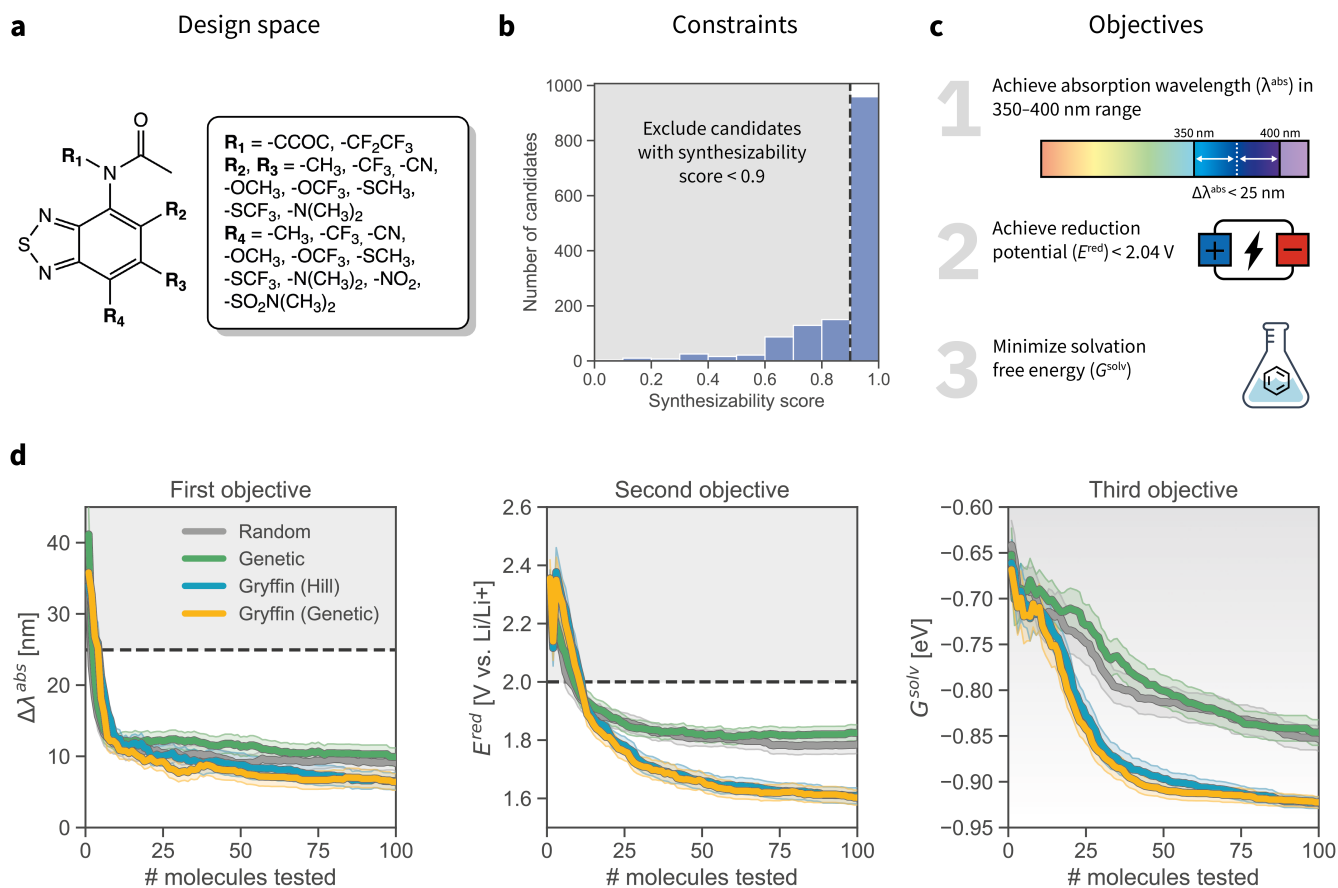 a
Design space
O
R1
N
N
S
N
R2
R3
R4
R1 = -CCOC, -CF2CF3
R2, R3 = -CH3, -CF3, -CN,
-OCH3, -OCF3, -SCH3,
-SCF3, -N(CH3)2
R4 = -CH3, -CF3, -CN,
-OCH3, -OCF3, -SCH3,
-SCF3, -N(CH3)2, -NO2,
-SO2N(CH3)2
b
Constraints
Number of candidates
1000
800
600
400
200
0
Exclude candidates
with synthesizability
score < 0.9
0.0 0.2 0.4 0.6 0.8 1.0
Synthesizability score
c
Objectives
1
Achieve absorption wavelength (λabs) in
350–400 nm range
350 nm 400 nm
Δλabs < 25 nm
2
Achieve reduction
potential (Ered) < 2.04 V
+ −
3
Minimize solvation
free energy (Gsolv)
d
First objective
Δλabs [nm]
40
30
20
10
0
Random
Genetic
Gryffin (Hill)
Gryffin (Genetic)
0 25 50 75 100
# molecules tested
Second objective
Ered [V vs. Li/Li+]
2.6
2.4
2.2
2.0
1.8
1.6
0 25 50 75 100
# molecules tested
Third objective
Gsolv [eV]
−0.60
−0.65
−0.70
−0.75
−0.80
−0.85
−0.90
−0.95
0 25 50 75 100
# molecules tested